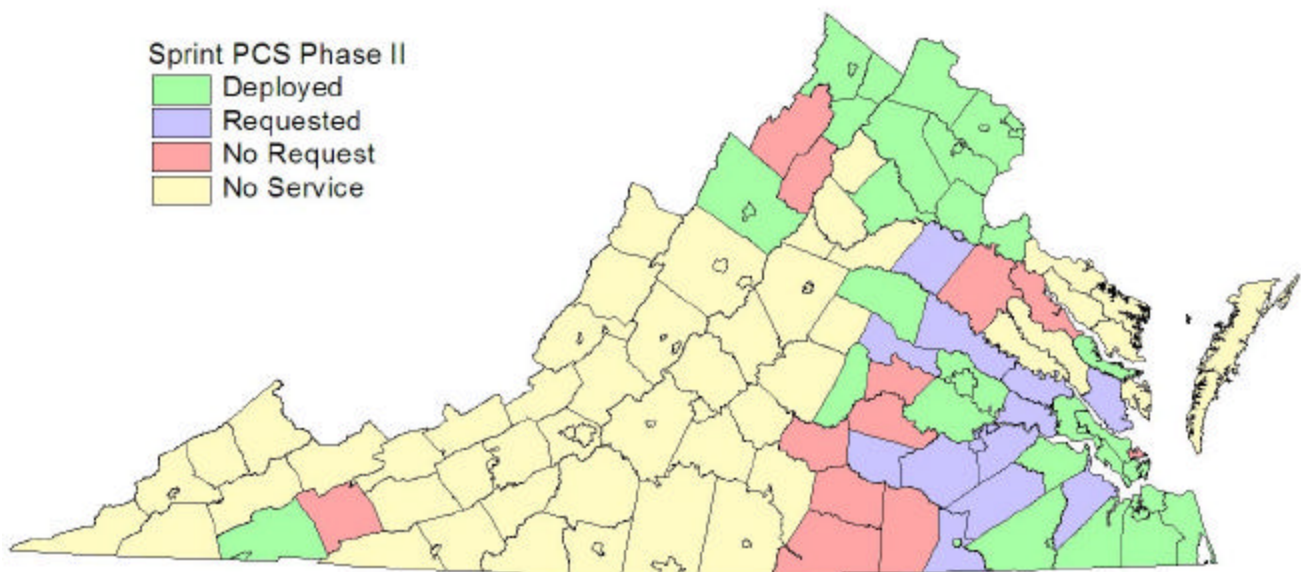 Sprint PCS Phase II
Deployed
Requested
No Request
No Service